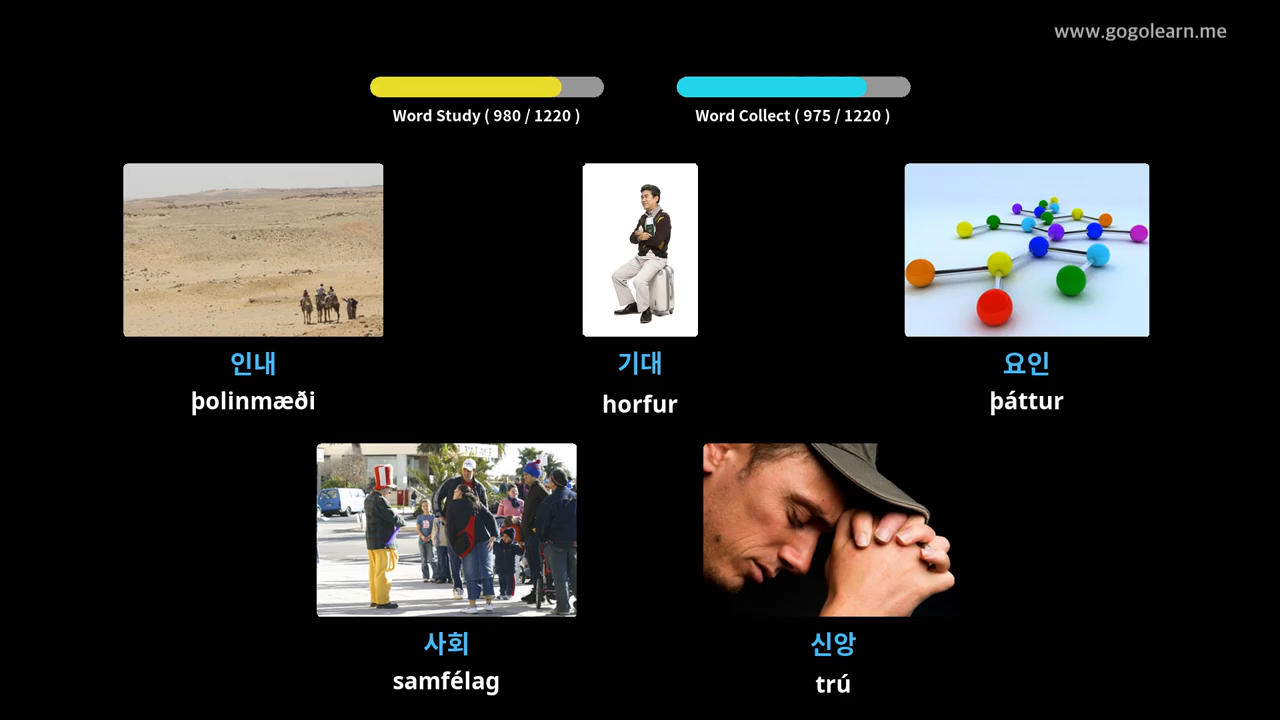 www.gogolearn.me
Word Study ( 980 / 1220 )
Word Collect ( 975 / 1220 )
인내
기대
요인
þolinmæði
horfur
þáttur
사회
신앙
samfélag
trú